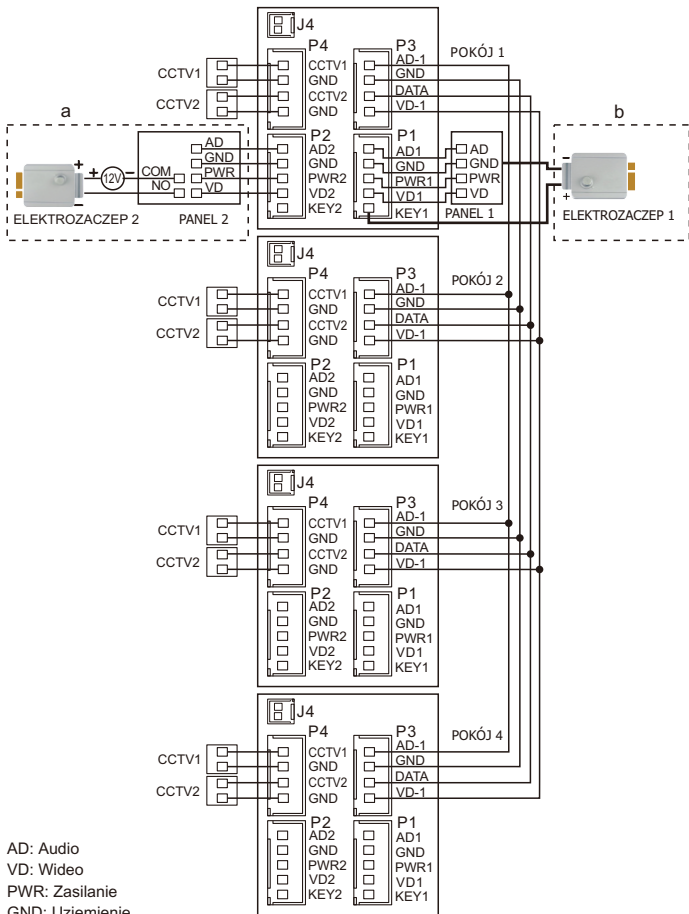 J4
P4
P3
POKÓJ 1
CCTV1
CCTV1
AD-1
GND
GND
CCTV2
CCTV2
DATA
GND
VD-1
a
b
P2
P1
AD
AD2
AD1
AD
GND
GND
GND
GND
12V
COM
PWR
PWR2
PWR1
PWR
NO
VD
VD2
VD1
VD
KEY2
KEY1
ELEKTROZACZEP 2
PANEL 2
PANEL 1
ELEKTROZACZEP 1
J4
P4
P3
POKÓJ 2
CCTV1
CCTV1
AD-1
GND
GND
CCTV2
CCTV2
DATA
GND
VD-1
P2
P1
AD2
AD1
GND
GND
PWR2
PWR1
VD2
VD1
KEY2
KEY1
J4
P4
P3
POKÓJ 3
CCTV1
CCTV1
AD-1
GND
GND
CCTV2
CCTV2
DATA
GND
VD-1
P2
P1
AD2
AD1
GND
GND
PWR2
PWR1
VD2
VD1
KEY2
KEY1
J4
P4
P3
POKÓJ 4
CCTV1
CCTV1
AD-1
GND
GND
CCTV2
CCTV2
DATA
GND
VD-1
P2
P1
AD2
AD1
GND
GND
PWR2
PWR1
VD2
VD1
KEY2
KEY1
AD: Audio
VD: Wideo
PWR: Zasilanie
GND: Uziemienie